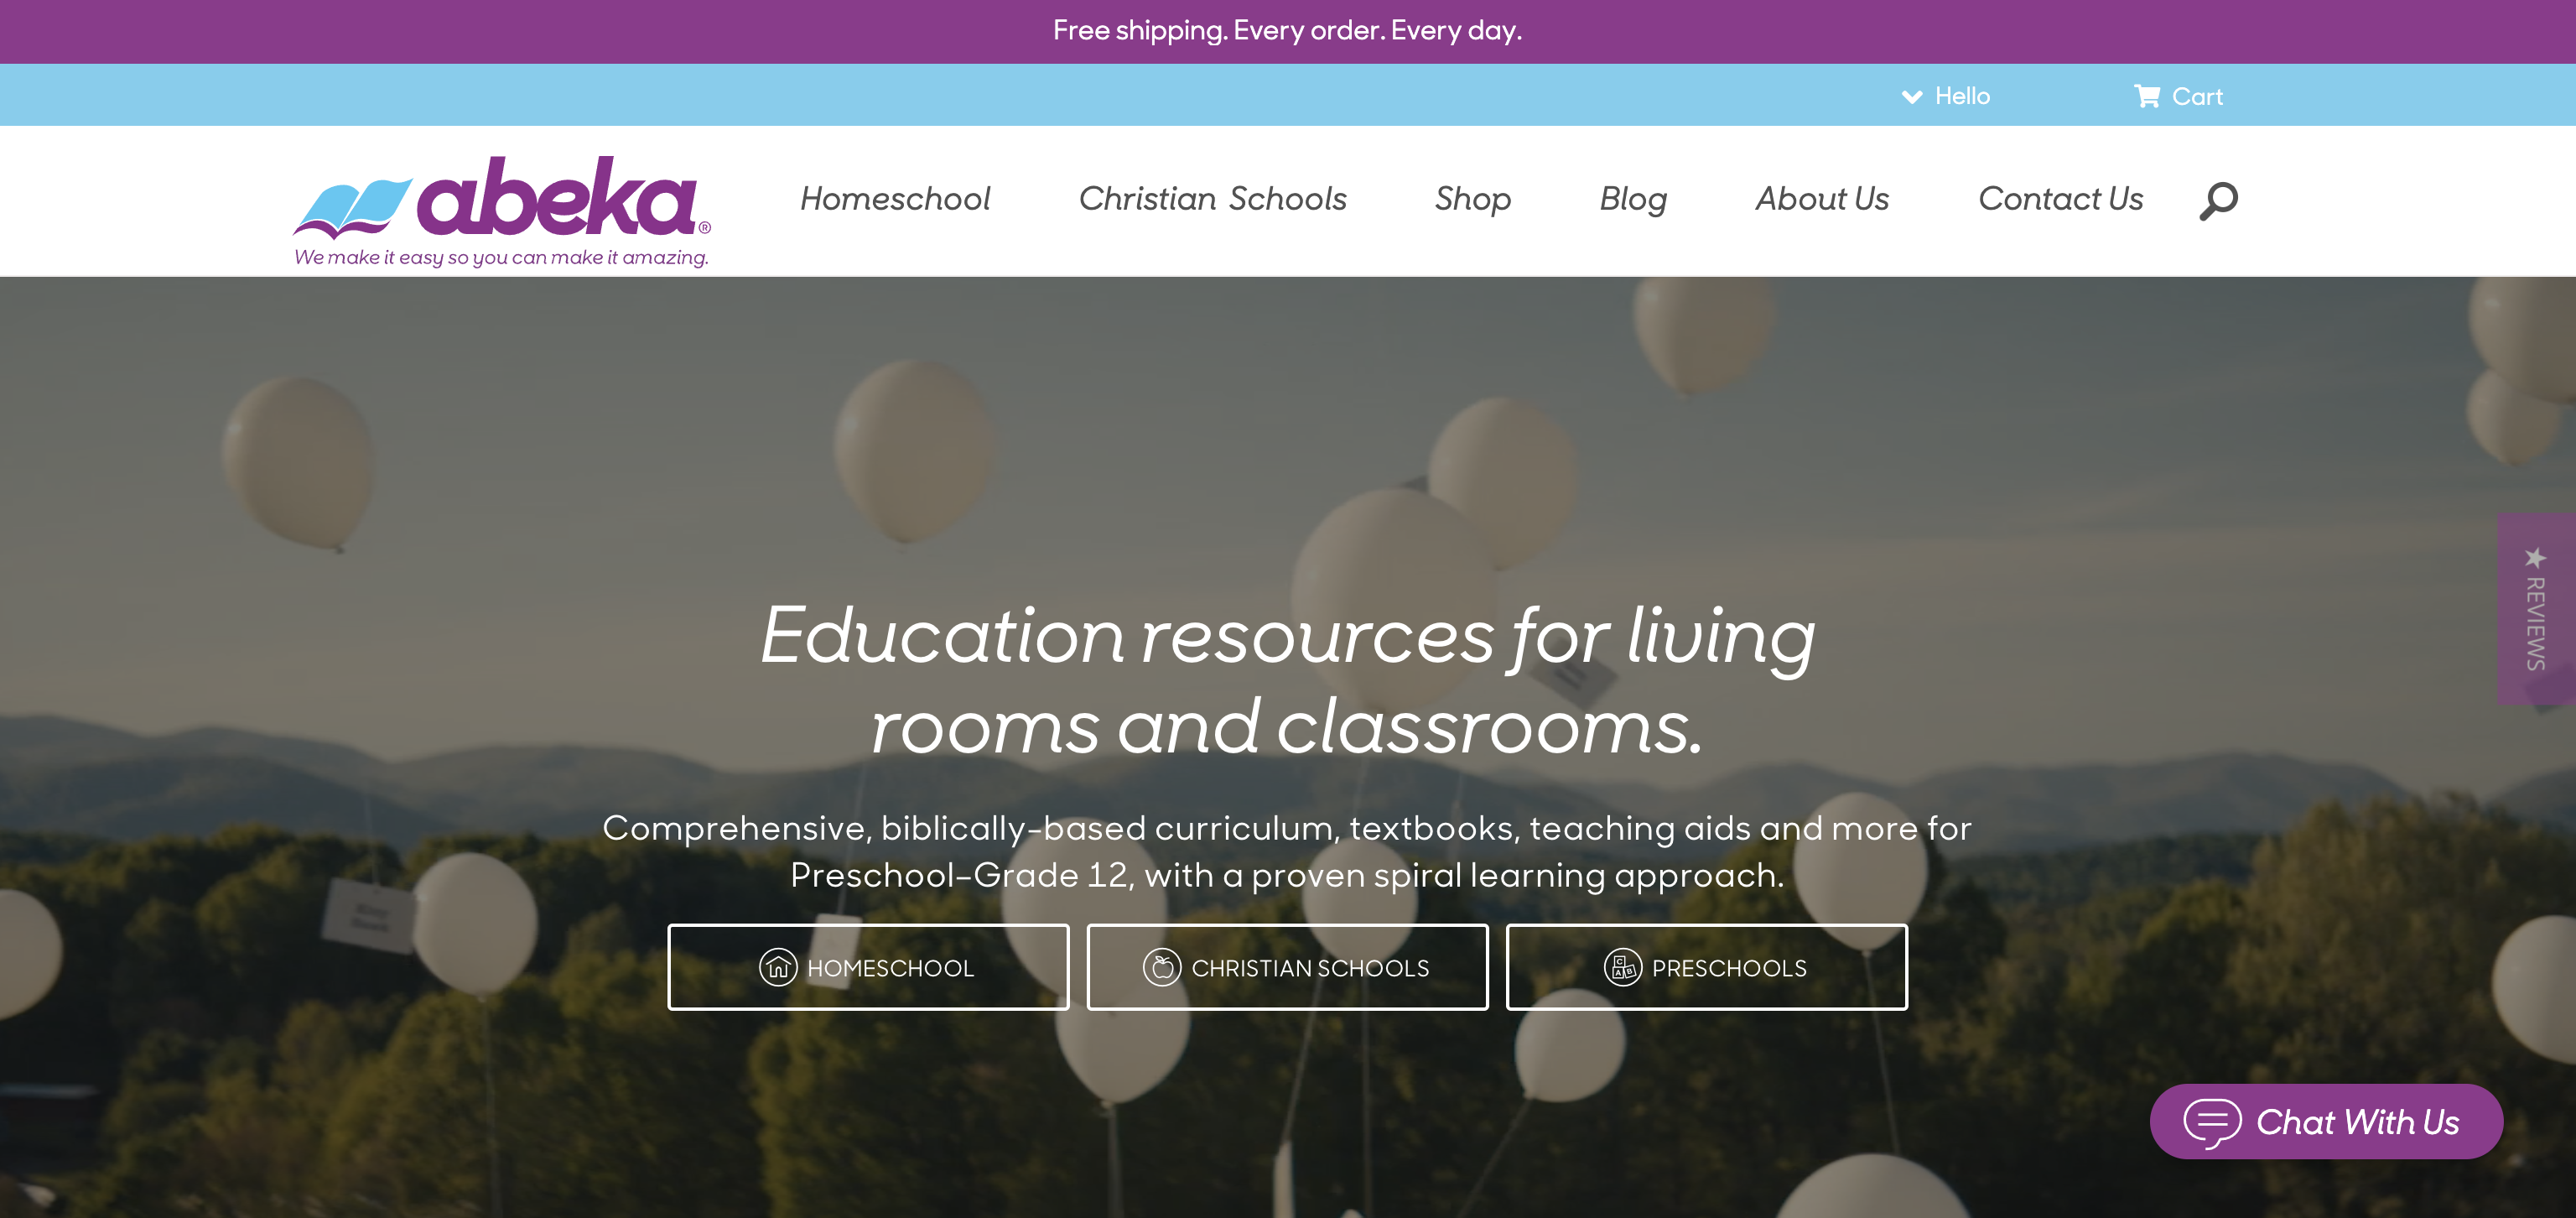 Free shipping. Every order. Every day.
Hello
Cart
abeka®
We make it easy so you can make it amazing.
Homeschool
Christian Schools
Shop
Blog
About Us
Contact Us
★ REVIEWS
Education resources for living
rooms and classrooms.
Comprehensive, biblically-based curriculum, textbooks, teaching aids and more for
Preschool–Grade 12, with a proven spiral learning approach.
HOMESCHOOL
CHRISTIAN SCHOOLS
C
A B
PRESCHOOLS
Chat With Us